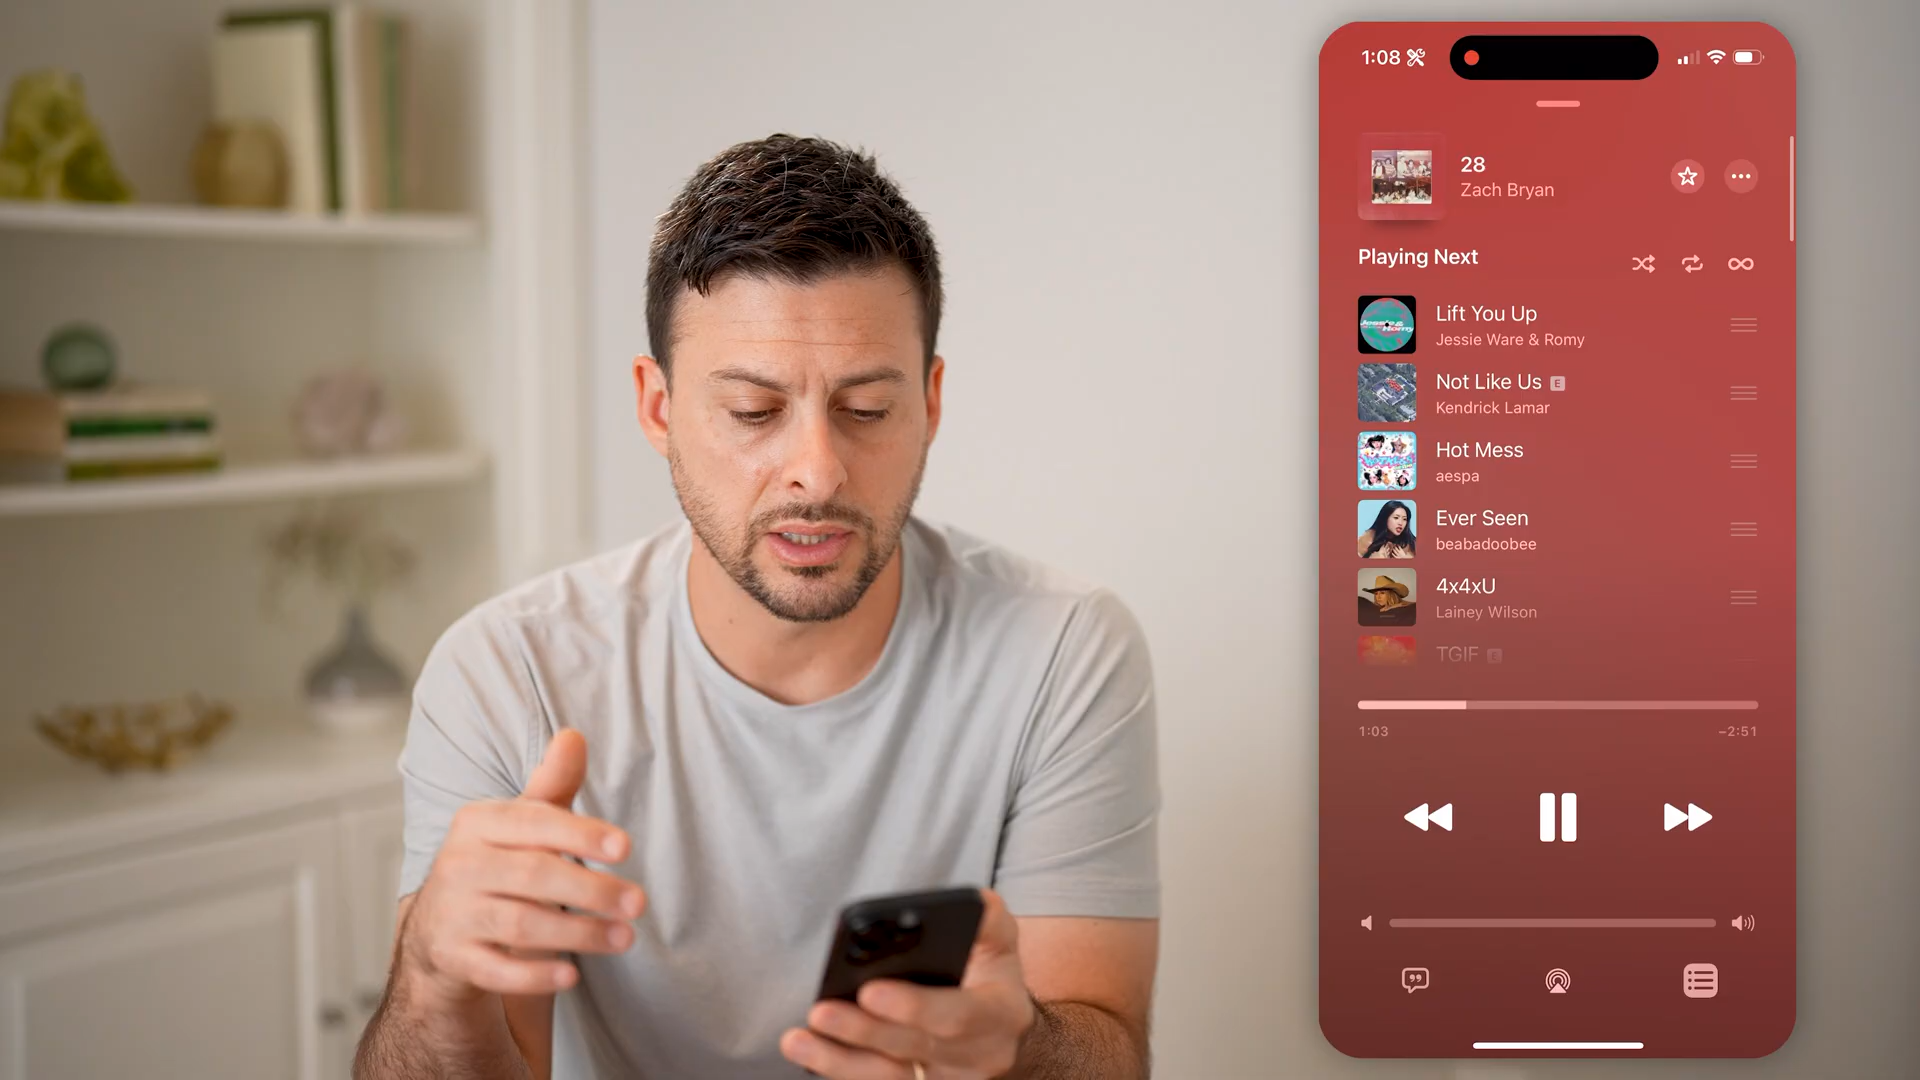 1:08
28
Zach Bryan
Playing Next
Lift You Up
Jessie Ware & Romy
Not Like Us E
Kendrick Lamar
Hot Mess
aespa
Ever Seen
beabadoobee
4x4xU
Lainey Wilson
TGIF E
1:03
-2:51